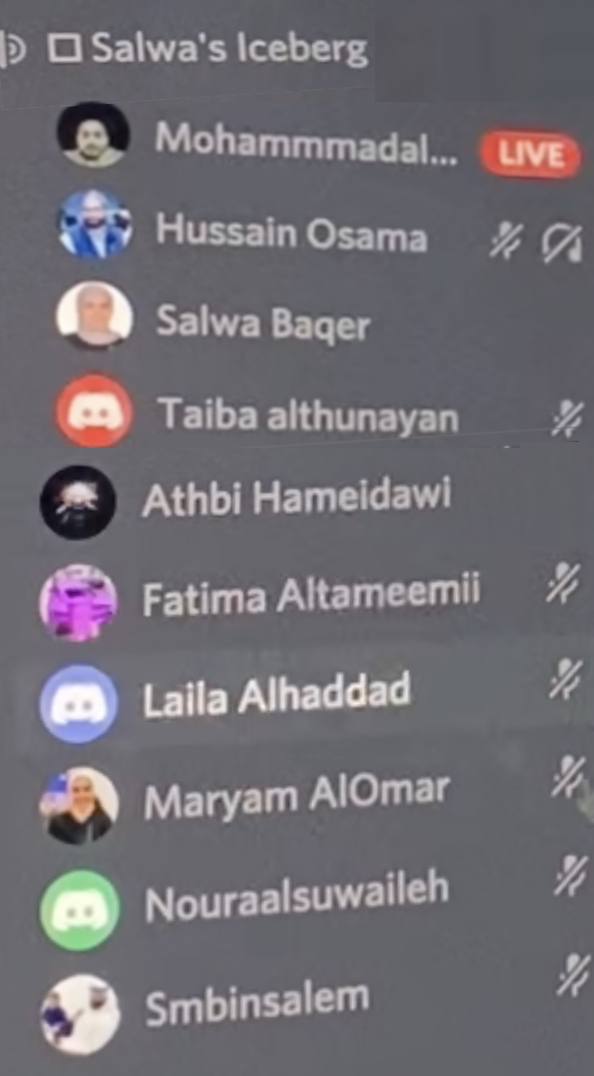 Salwa's Iceberg
Mohammmadal... LIVE
Hussain Osama
Salwa Baqer
Taiba althunayan
Athbi Hameidawi
Fatima Altameemii
Laila Alhaddad
Maryam AlOmar
Nouraalsuwaileh
Smbinsalem